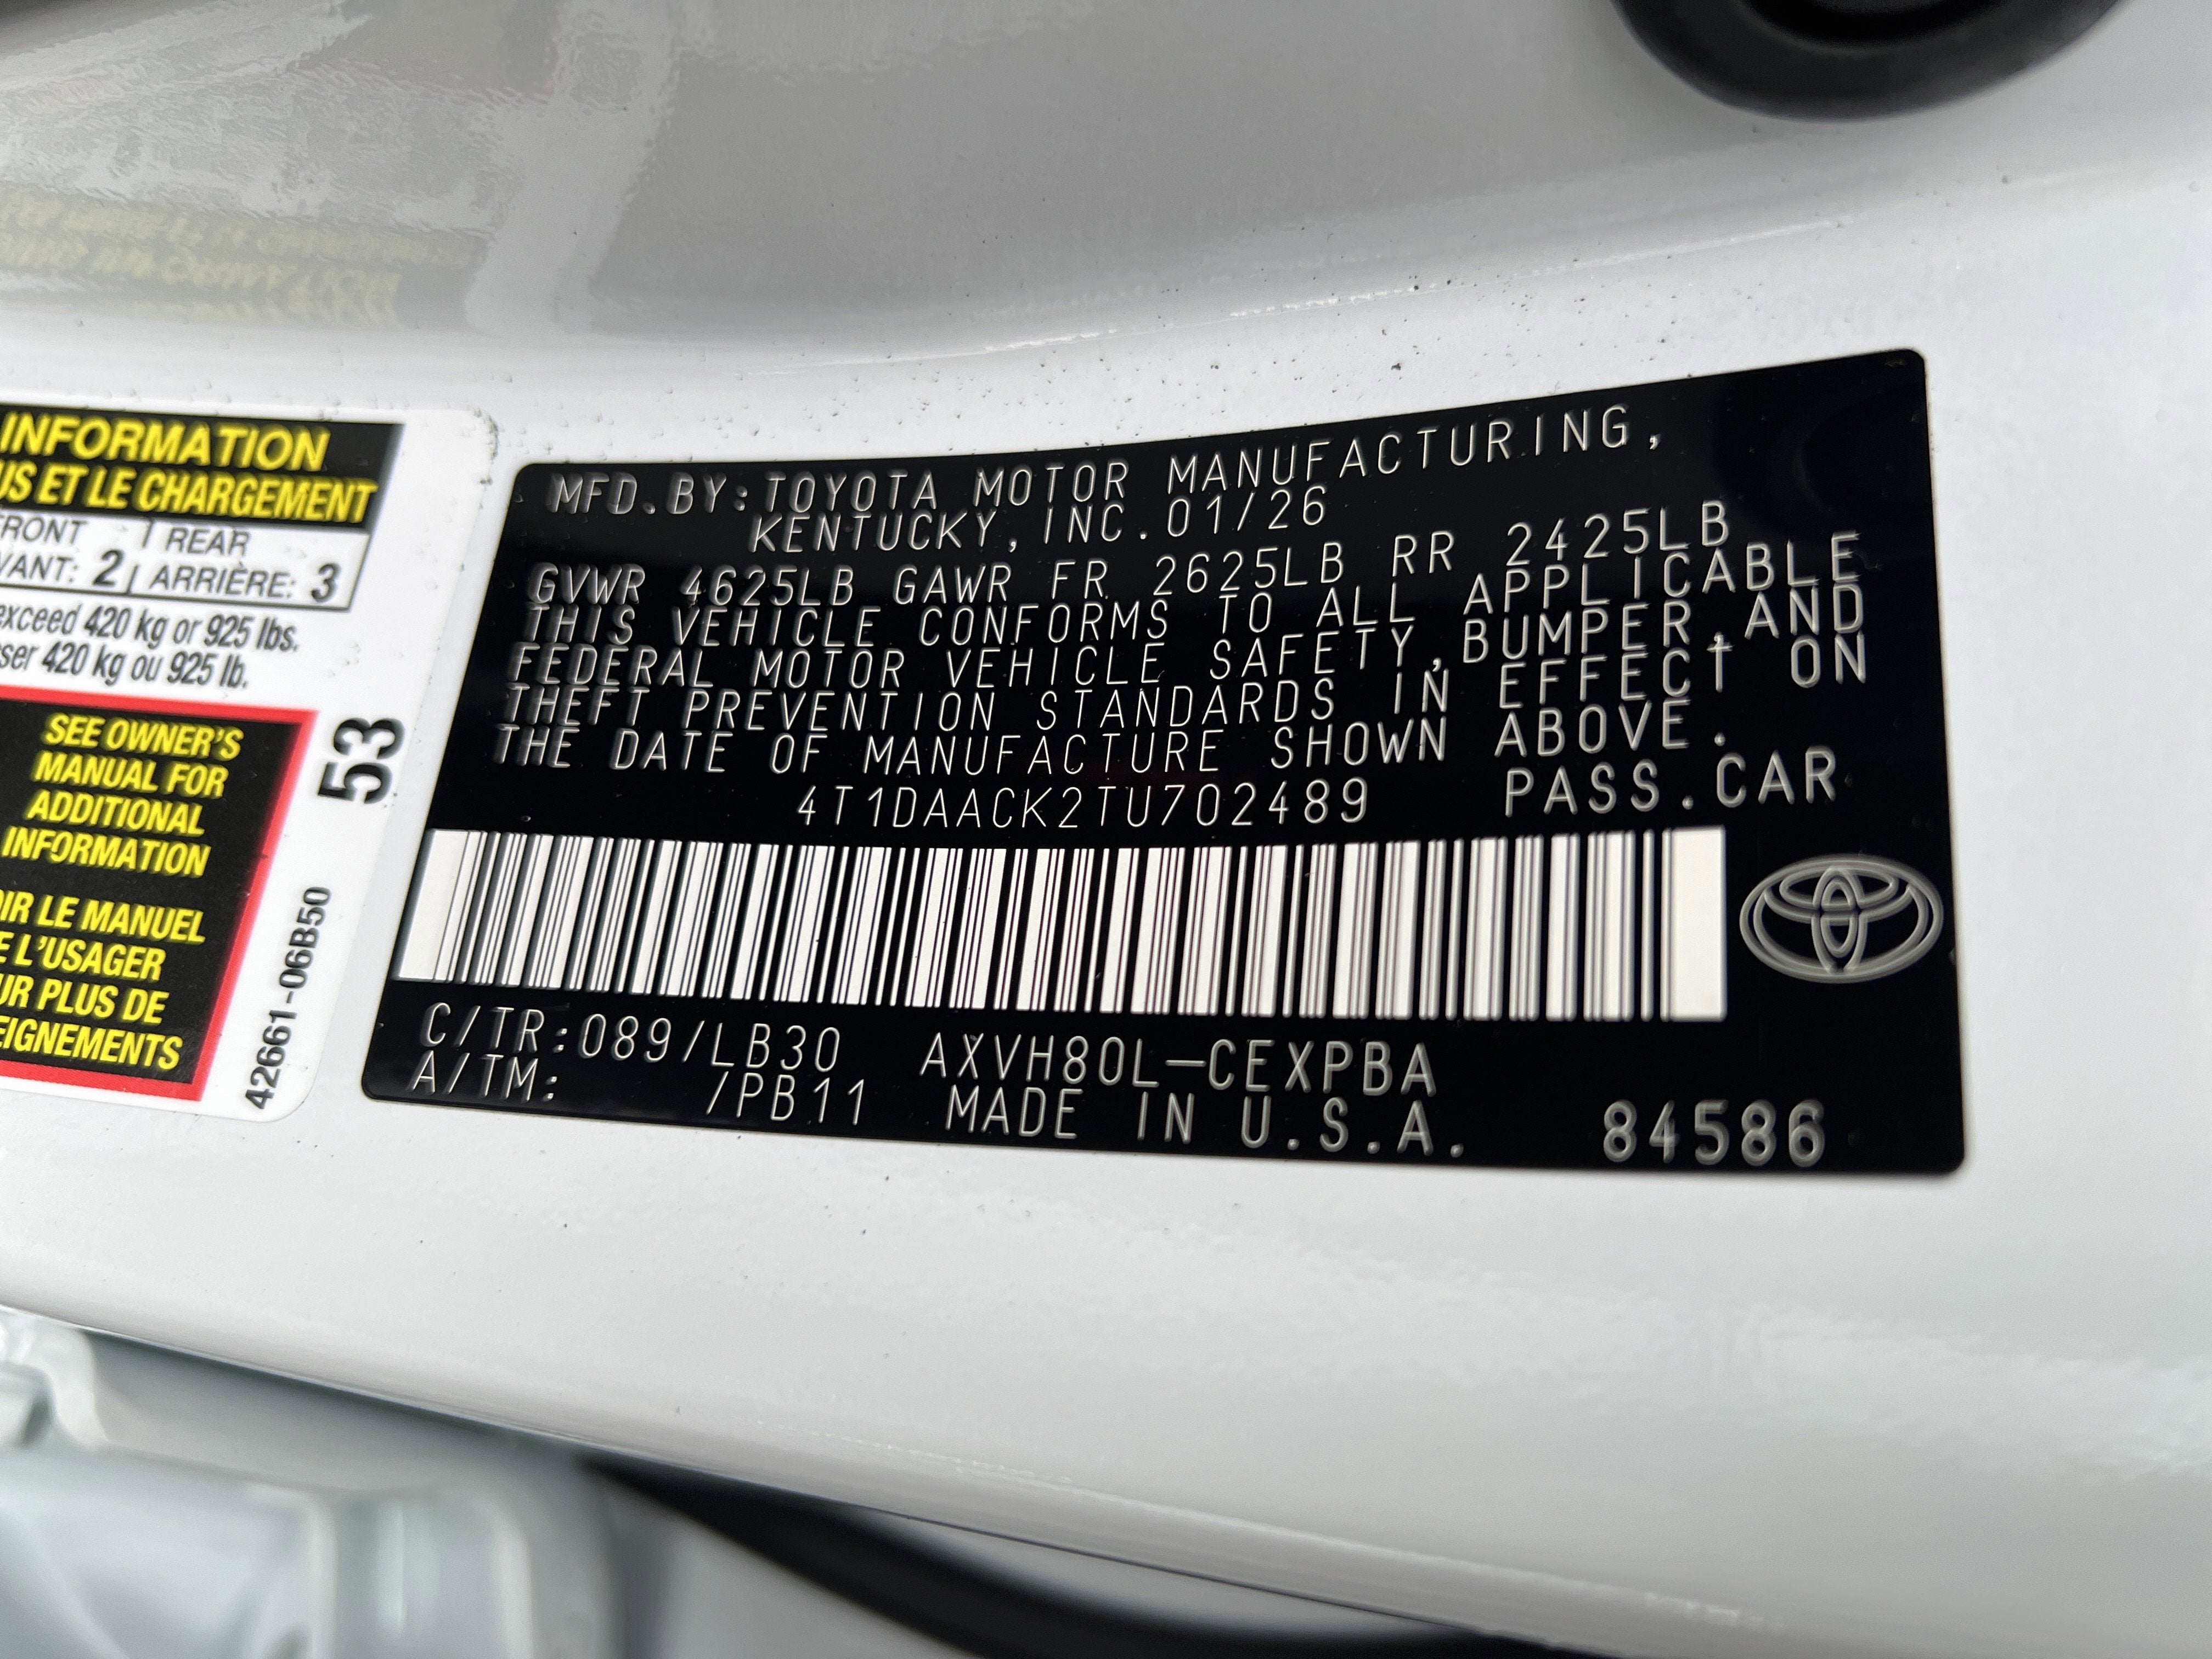 INFORMATION
US ET LE CHARGEMENT
FRONT REAR
VANT: 2 ARRIÈRE: 3
exceed 420 kg or 925 lbs.
ser 420 kg ou 925 lb.
SEE OWNER'S
MANUAL FOR
ADDITIONAL
INFORMATION
OIR LE MANUEL
E L'USAGER
UR PLUS DE
EIGNEMENTS
53
42661-06B50
MFD.BY:TOYOTA MOTOR MANUFACTURING,
KENTUCKY,INC.01/26
GVWR 4625LB GAWR FR 2625LB RR 2425LB
THIS VEHICLE CONFORMS TO ALL APPLICABLE
FEDERAL MOTOR VEHICLE SAFETY,BUMPER,AND
THEFT PREVENTION STANDARDS IN EFFECT ON
THE DATE OF MANUFACTURE SHOWN ABOVE.
4T1DAACK2TU702489 PASS.CAR
C/TR:089/LB30 AXVH80L-CEXPBA
A/TM: /PB11 MADE IN U.S.A. 84586